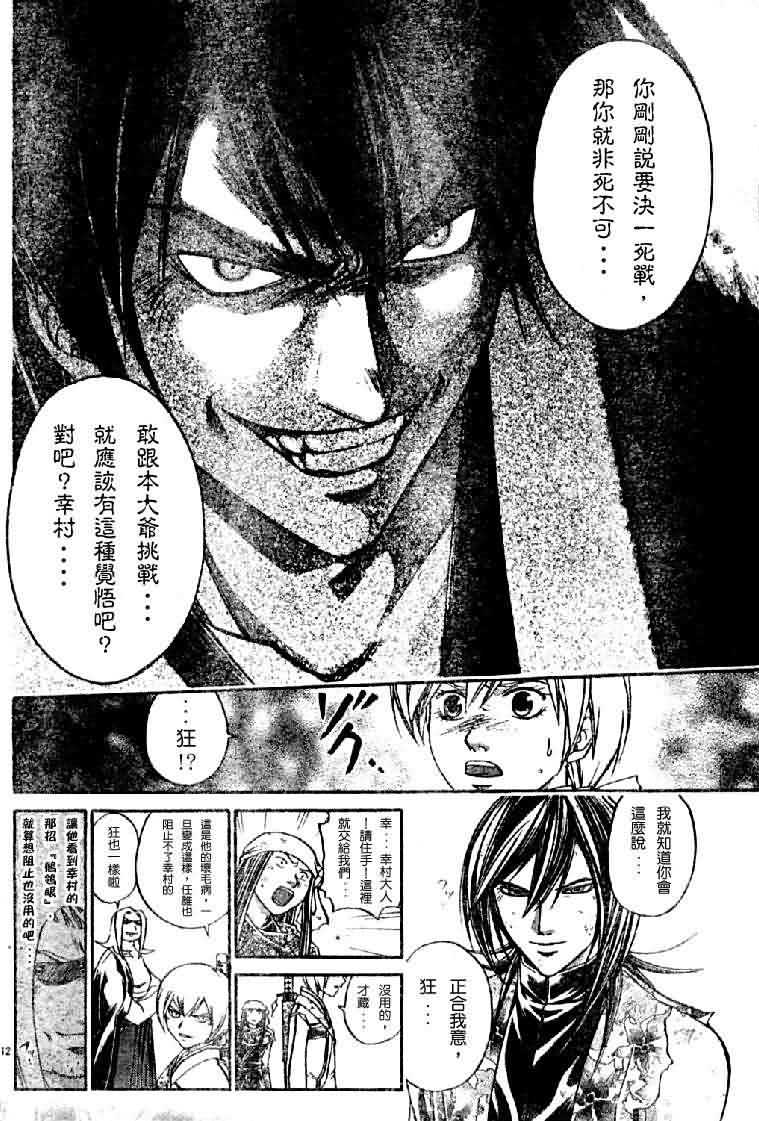 你剛剛說要決一死戰，
那你就非死不可・・・
敢跟本大爺挑戰・・・
就應該有這種覺悟吧？
對吧？幸村・・・・
・・・狂！？
ゾク
我就知道你會
這麼說・・・
正合我意，
狂・・・
幸・・幸村大人
！請住手！這裡
就交給我們・・
沒用的，
才藏・・
這是他的壞毛病，一
旦變成這樣，任誰也
阻止不了幸村的
狂也一樣啦
讓他看到幸村的
那招『鶺鴒眼』・・
就算想阻止也沒用的吧・・・
12